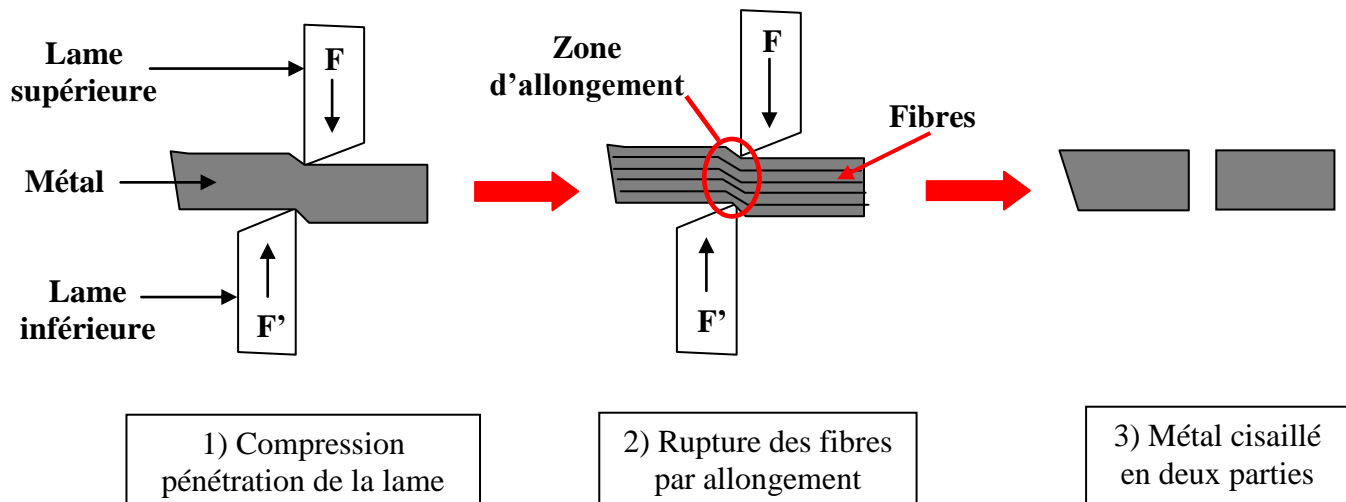 Lame
supérieure
F
Métal
Lame
inférieure
F’
Zone
d’allongement
F
Fibres
F’
1) Compression
pénétration de la lame
2) Rupture des fibres
par allongement
3) Métal cisaillé
en deux parties